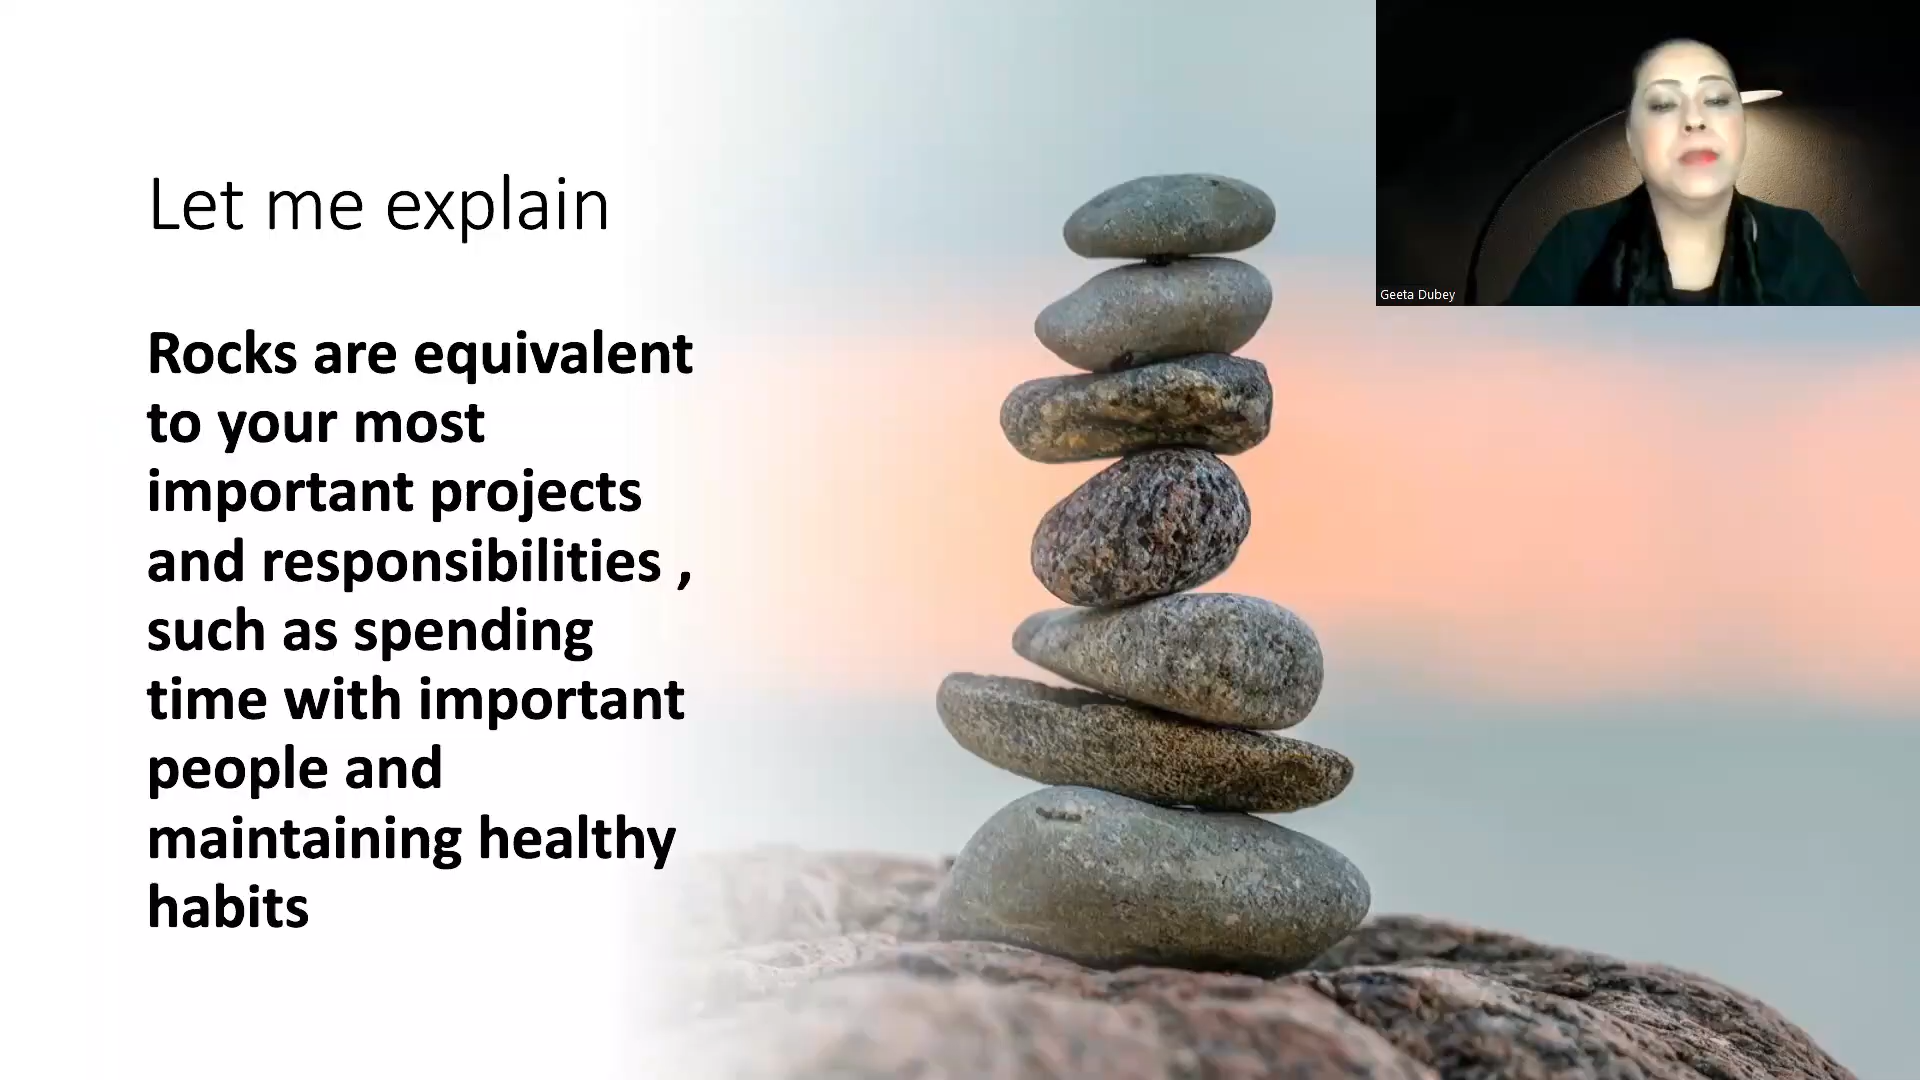 Let me explain
Rocks are equivalent
to your most
important projects
and responsibilities ,
such as spending
time with important
people and
maintaining healthy
habits
Geeta Dubey